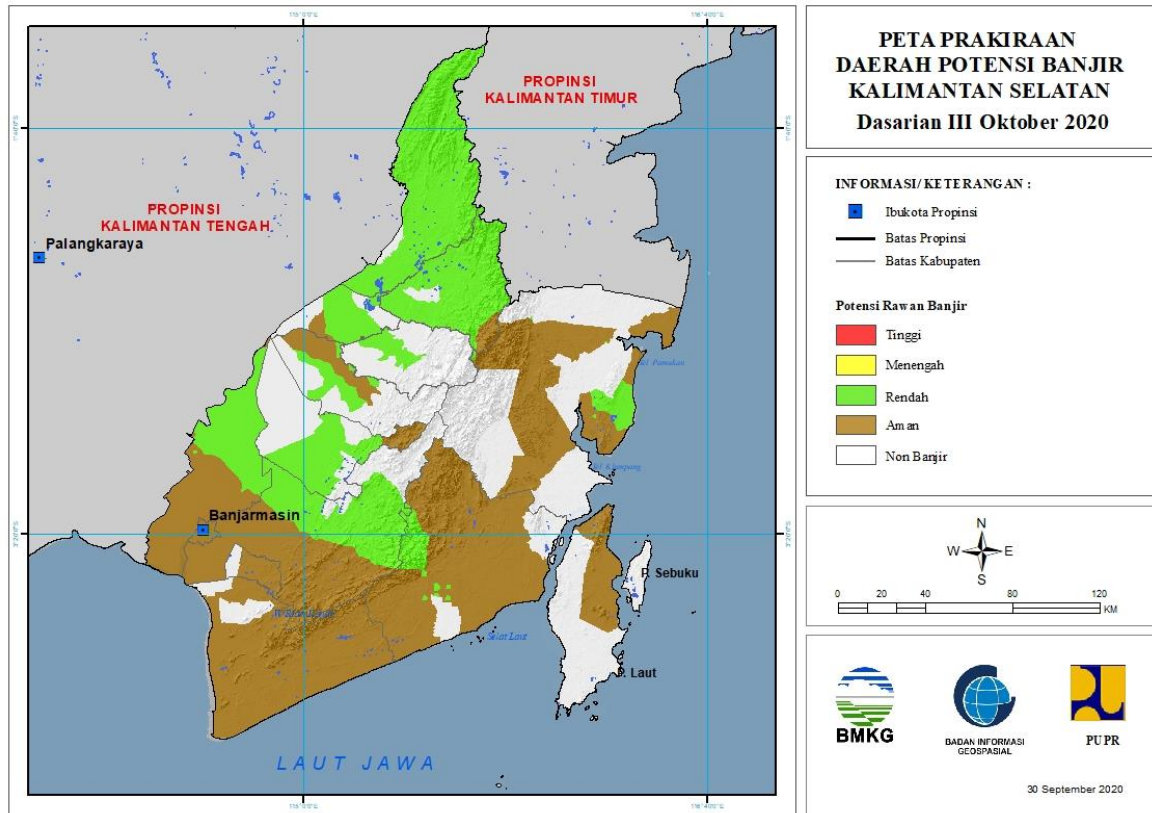 PETA PRAKIRAAN
DAERAH POTENSI BANJIR
KALIMANTAN SELATAN
Dasarian III Oktober 2020
INFORMASI/ KETERANGAN :
Ibukota Propinsi
Batas Propinsi
Batas Kabupaten
Potensi Rawan Banjir
Tinggi
Menengah
Rendah
Aman
Non Banjir
N
W E
S
0 20 40 80 120
KM
BMKG
BADAN INFORMASI
GEOSPASIAL
PUPR
30 September 2020
PROPINSI
KALIMANTAN TIMUR
PROPINSI
KALIMANTAN TENGAH
Palangkaraya
Banjarmasin
P. Sebuku
Selat Laut
P. Laut
LAUT JAWA